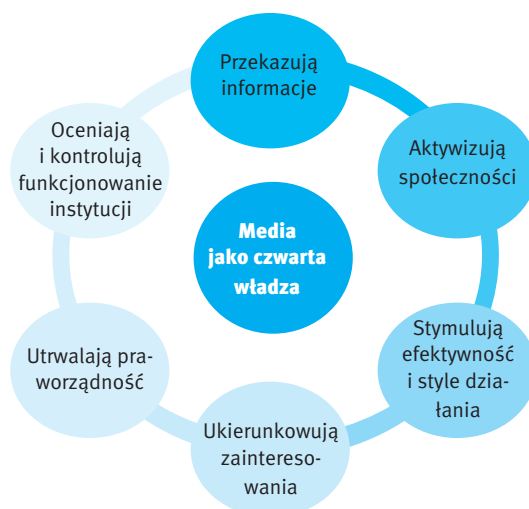 Przekazują
informacje
Aktywizują
społeczności
Stymulują
efektywność
i style dzia-
łania
Ukierunkowują
zaintereso-
wania
Utrwalają pra-
worządność
Oceniają
i kontrolują
funkcjonowanie
instytucji
Media
jako czwarta
władza